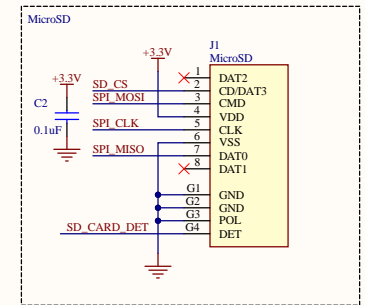 MicroSD
J1
MicroSD
+3.3V
+3.3V
C2
0.1uF
1 DAT2
SD_CS 2 CD/DAT3
SPI_MOSI 3 CMD
4 VDD
SPI_CLK 5 CLK
6 VSS
SPI_MISO 7 DAT0
8 DAT1
G1 GND
G2 GND
G3 POL
SD_CARD_DET G4 DET